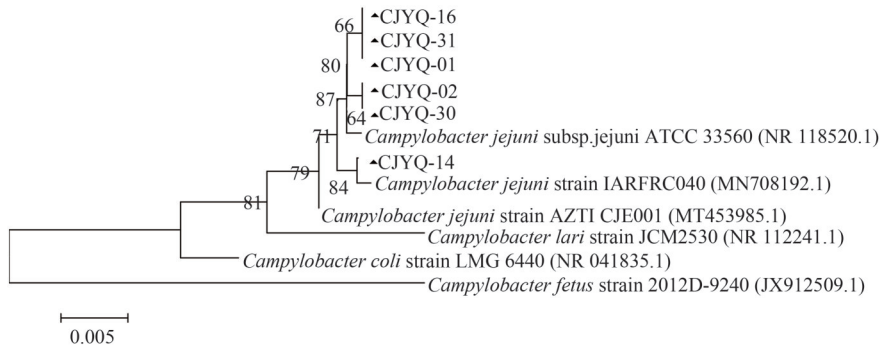 66
▲CJYQ-16
▲CJYQ-31
80
▲CJYQ-01
87
▲CJYQ-02
64
▲CJYQ-30
71
Campylobacter jejuni subsp.jejuni ATCC 33560 (NR 118520.1)
▲CJYQ-14
79
84
Campylobacter jejuni strain IARFRC040 (MN708192.1)
81
Campylobacter jejuni strain AZTI CJE001 (MT453985.1)
Campylobacter lari strain JCM2530 (NR 112241.1)
Campylobacter coli strain LMG 6440 (NR 041835.1)
Campylobacter fetus strain 2012D-9240 (JX912509.1)
0.005